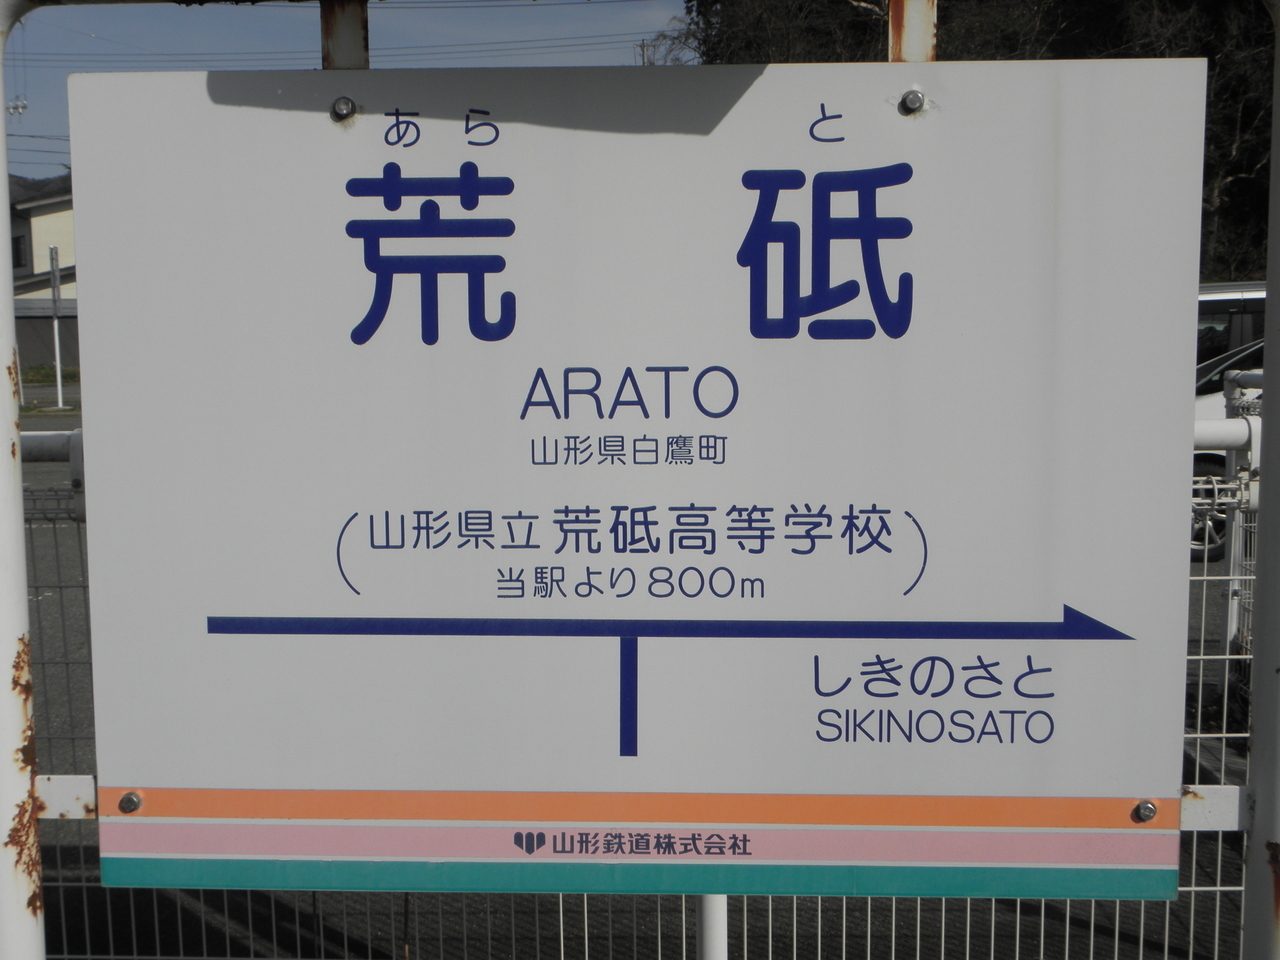 あら と
荒 砥
ARATO
山形県白鷹町
(山形県立 荒砥高等学校)
当駅より800m
しきのさと
SIKINOSATO
山形鉄道株式会社